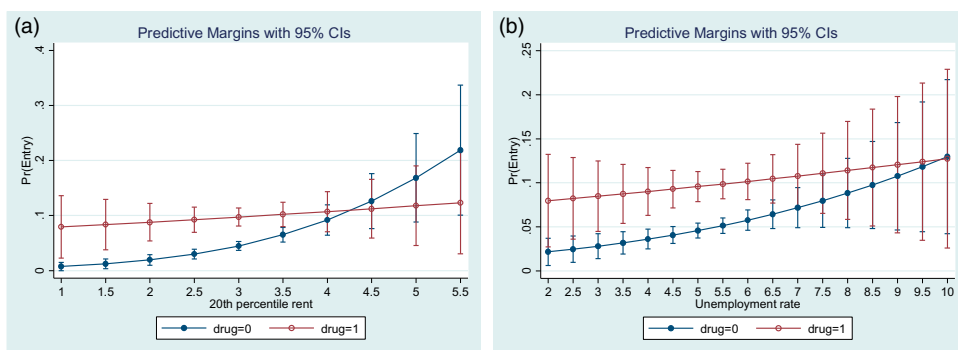 (a)
Predictive Margins with 95% CIs
Pr(Entry)
.4
.3
.2
.1
0
1 1.5 2 2.5 3 3.5 4 4.5 5 5.5
20th percentile rent
drug=0 drug=1
(b)
Predictive Margins with 95% CIs
Pr(Entry)
.25
.2
.15
.1
.05
0
2 2.5 3 3.5 4 4.5 5 5.5 6 6.5 7 7.5 8 8.5 9 9.5 10
Unemployment rate
drug=0 drug=1